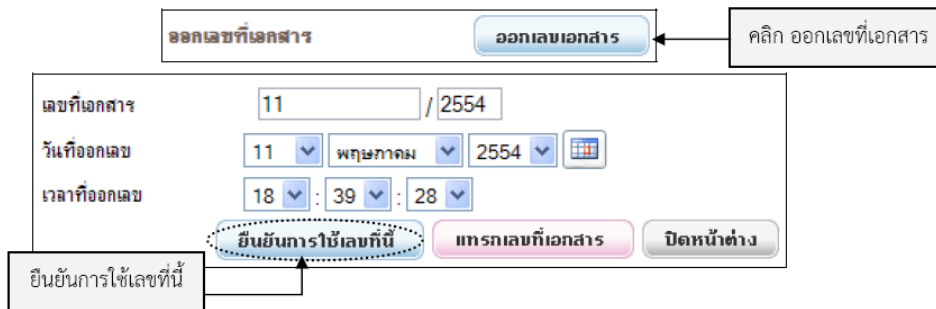 ออกเลขที่เอกสาร ออกเลขเอกสาร คลิก ออกเลขที่เอกสาร
เลขที่เอกสาร 11 / 2554
วันที่ออกเลข 11 พฤษภาคม 2554
เวลาที่ออกเลข 18 : 39 : 28
ยืนยันการใช้เลขที่นี้ แทรกเลขที่เอกสาร ปิดหน้าต่าง
ยืนยันการใช้เลขที่นี้